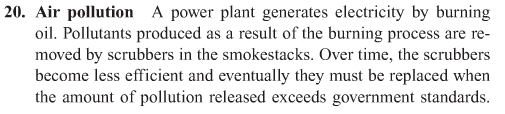 20. Air pollution A power plant generates electricity by burning
oil. Pollutants produced as a result of the burning process are re-
moved by scrubbers in the smokestacks. Over time, the scrubbers
become less efficient and eventually they must be replaced when
the amount of pollution released exceeds government standards.